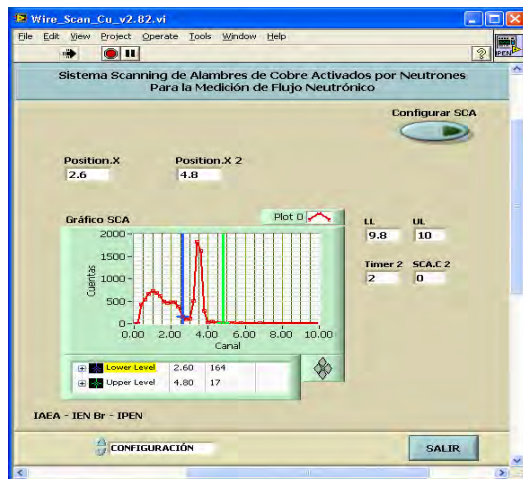 Wire_Scan_Cu_v2.82.vi
File Edit View Project Operate Tools Window Help
IPEN
Sistema Scanning de Alambres de Cobre Activados por Neutrones
Para la Medición de Flujo Neutrónico
Configurar SCA
Position.X Position.X 2
2.6 4.8
Gráfico SCA Plot 0
LL UL
9.8 10
Timer 2 SCA.C 2
2 0
Cuentas
2000
1500
1000
500
0
0.00 2.00 4.00 6.00 8.00 10.00
Canal
Lower Level 2.60 164
Upper Level 4.80 17
IAEA - IEN Br - IPEN
CONFIGURACIÓN SALIR